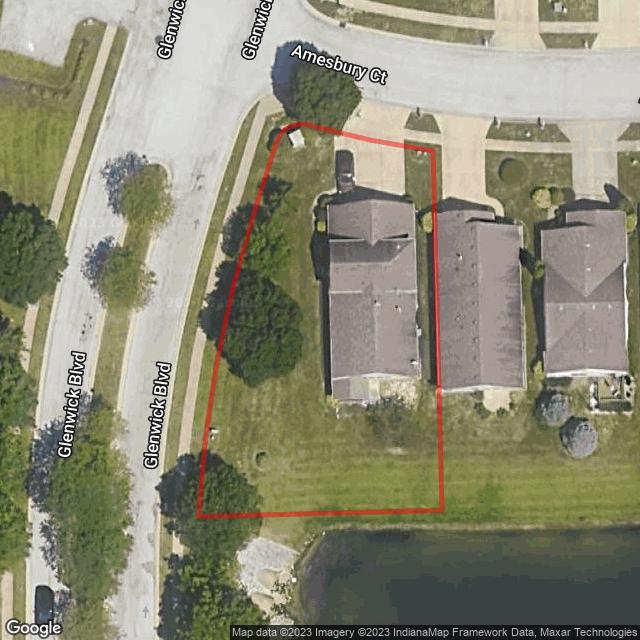 Glenwick
Glenwick
Amesbury Ct
Glenwick Blvd
Glenwick Blvd
Google
Map data ©2023 Imagery ©2023 IndianaMap Framework Data, Maxar Technologies